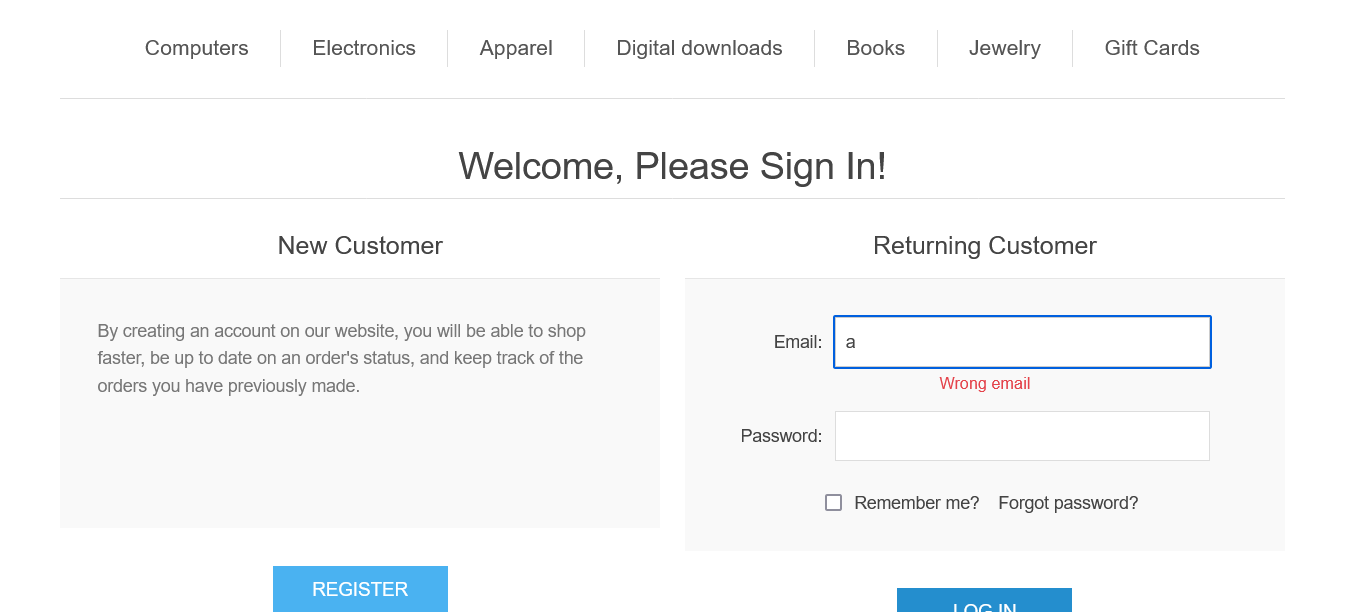 Computers
Electronics
Apparel
Digital downloads
Books
Jewelry
Gift Cards
Welcome, Please Sign In!
New Customer
By creating an account on our website, you will be able to shop
faster, be up to date on an order's status, and keep track of the
orders you have previously made.
REGISTER
Returning Customer
Email: a
Wrong email
Password:
Remember me? Forgot password?
LOG IN